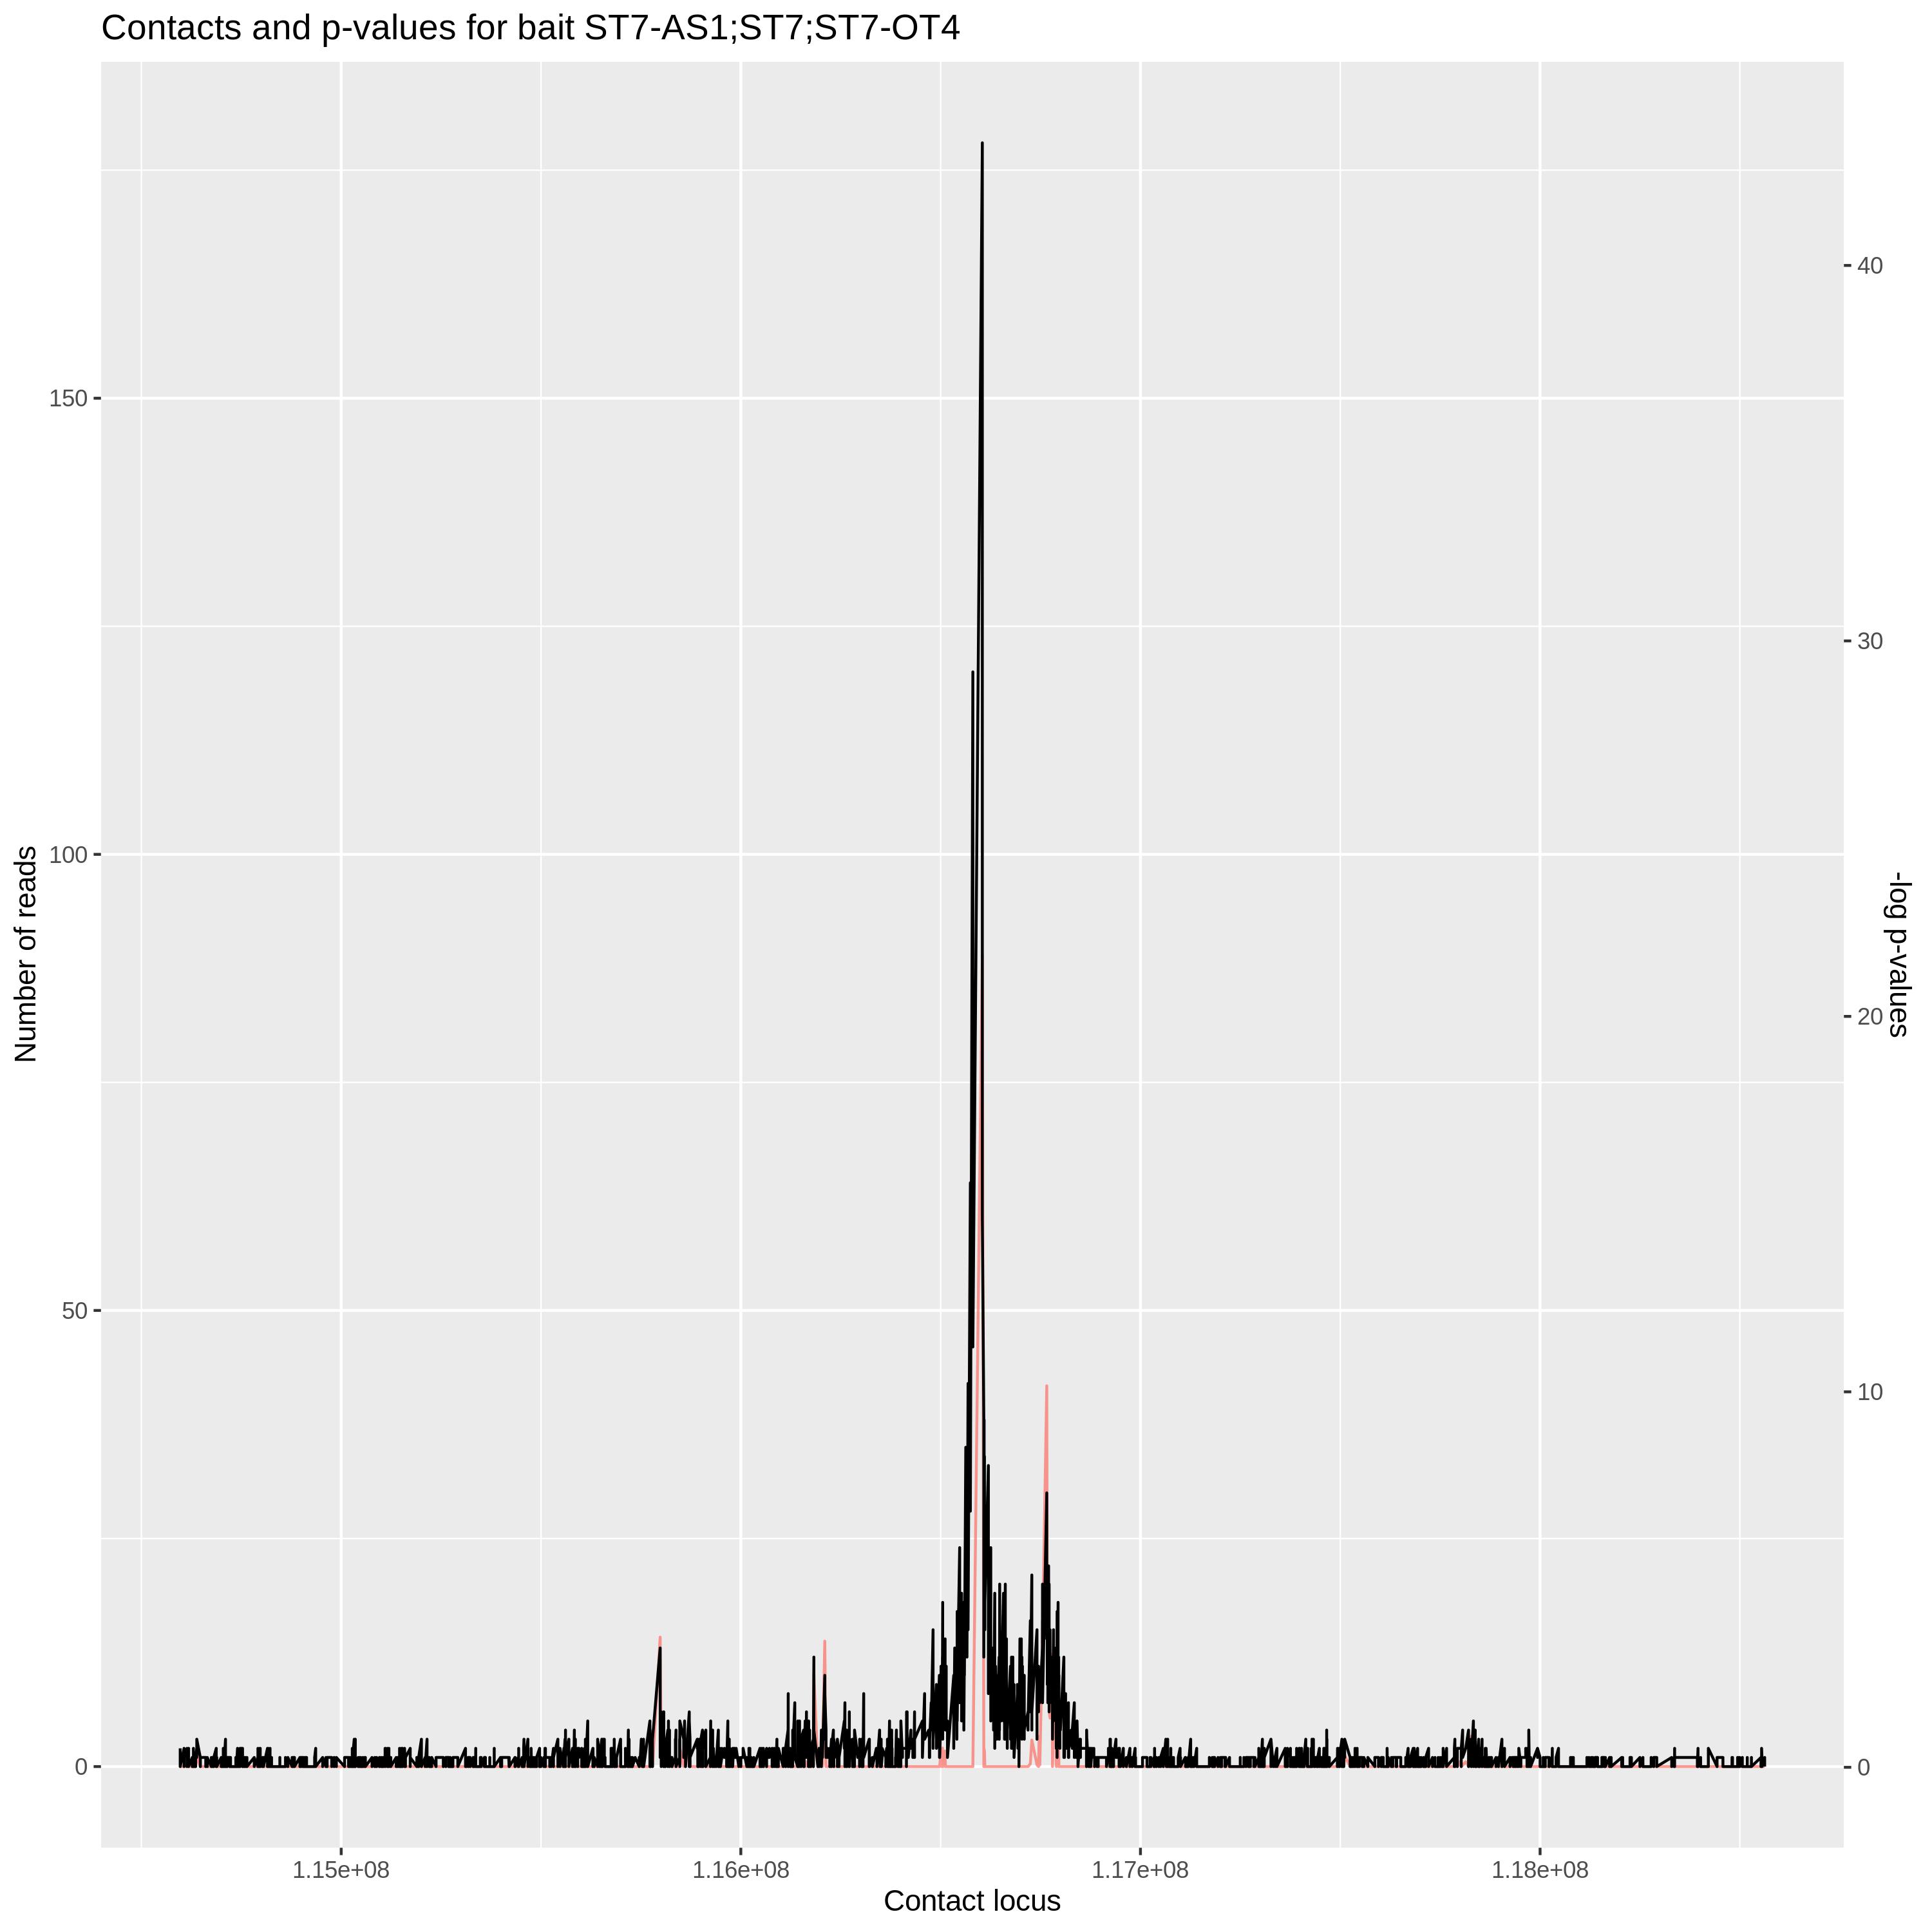 Contacts and p-values for bait ST7-AS1;ST7;ST7-OT4
Number of reads
150
100
50
0
40
30
20
10
0
-log p-values
1.15e+08 1.16e+08 1.17e+08 1.18e+08
Contact locus